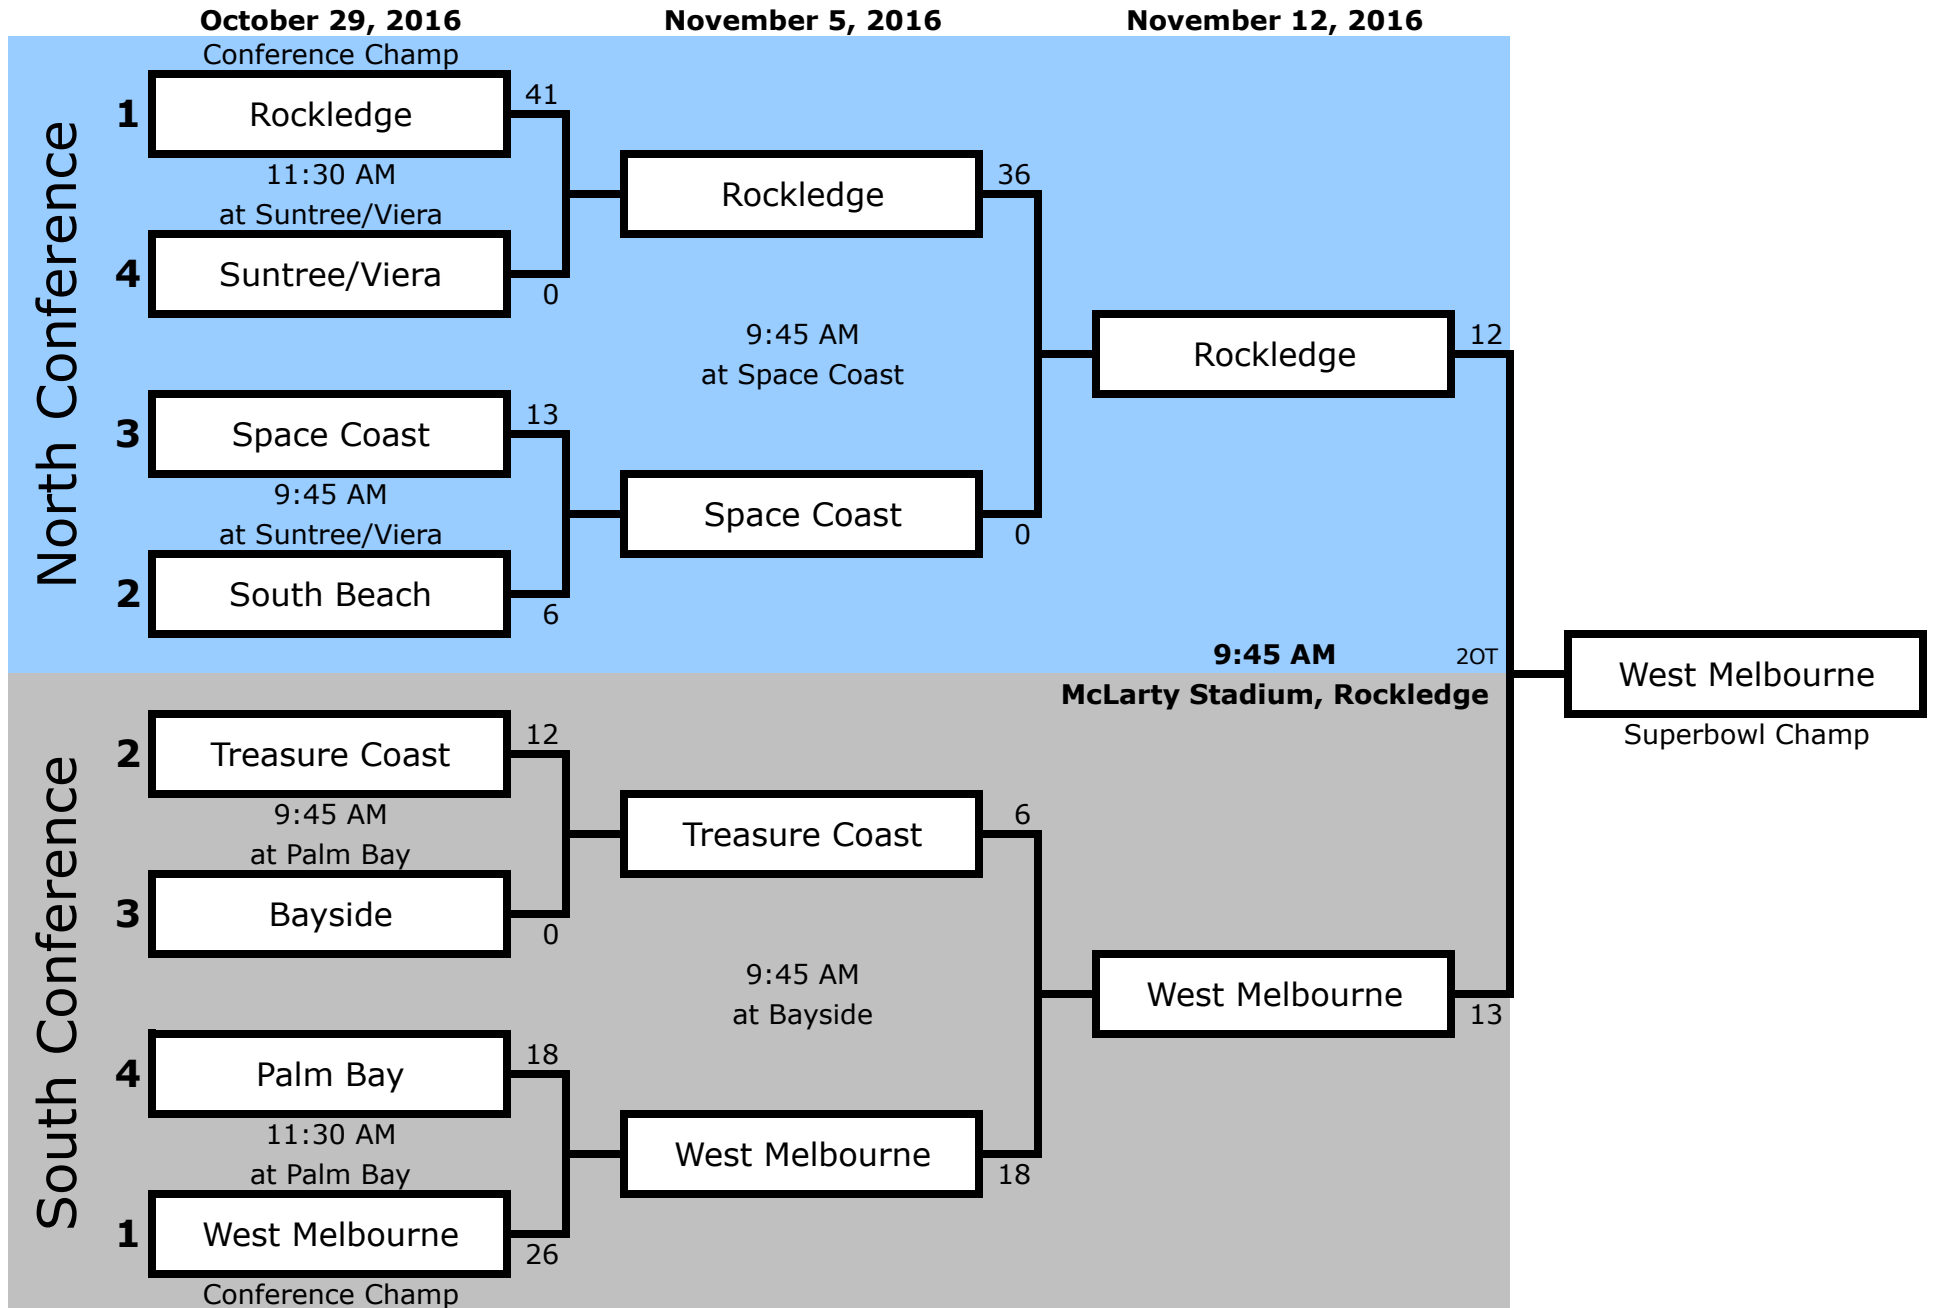 October 29, 2016
November 5, 2016
November 12, 2016
North Conference
Conference Champ
1
Rockledge
41
11:30 AM
at Suntree/Viera
4
Suntree/Viera
0
3
Space Coast
13
9:45 AM
at Suntree/Viera
2
South Beach
6
Rockledge
36
9:45 AM
at Space Coast
Space Coast
0
Rockledge
12
9:45 AM
2OT
McLarty Stadium, Rockledge
West Melbourne
Superbowl Champ
South Conference
2
Treasure Coast
12
9:45 AM
at Palm Bay
3
Bayside
0
4
Palm Bay
18
11:30 AM
at Palm Bay
1
West Melbourne
26
Conference Champ
Treasure Coast
6
9:45 AM
at Bayside
West Melbourne
18
West Melbourne
13